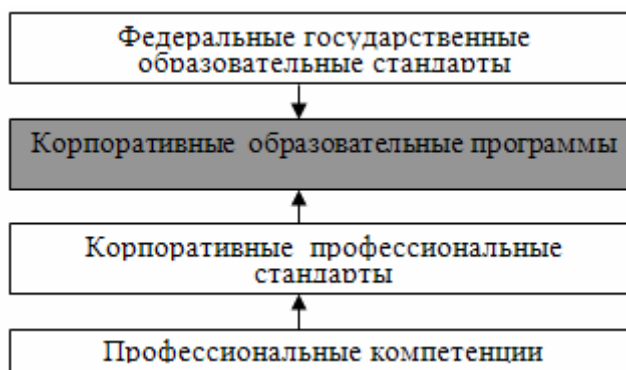 Федеральные государственные
образовательные стандарты
Корпоративные образовательные программы
Корпоративные профессиональные
стандарты
Профессиональные компетенции